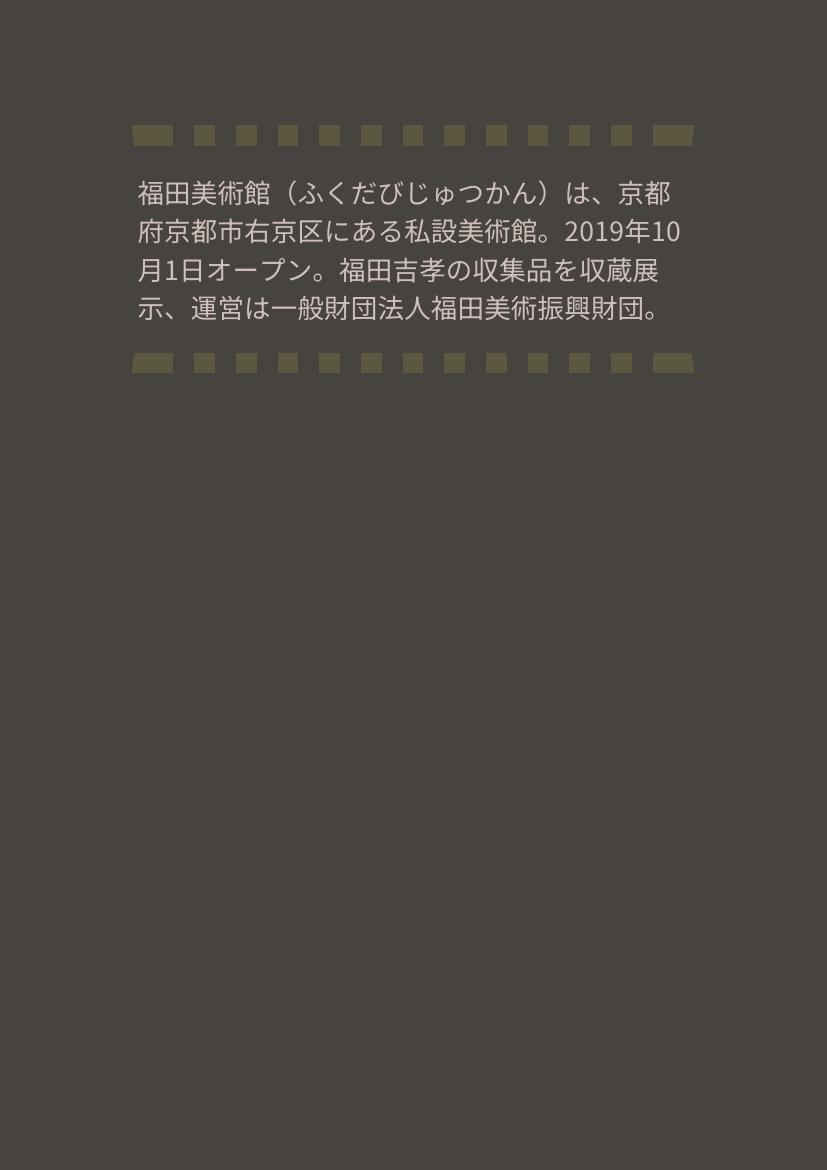 福田美術館（ふくだびじゅつかん）は、京都
府京都市右京区にある私設美術館。2019年10
月1日オープン。福田吉孝の収集品を収蔵展
示、運営は一般財団法人福田美術振興財団。